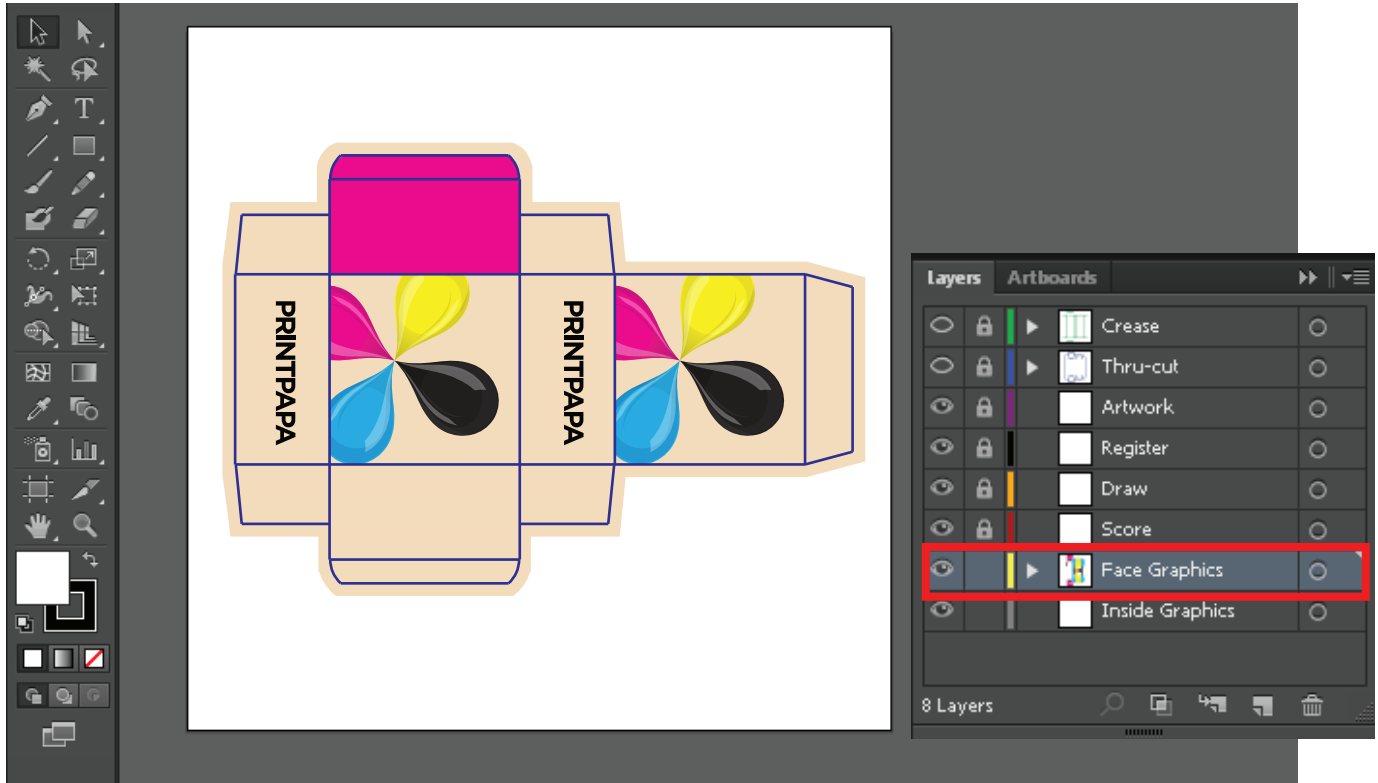 T
PRINTPAPA
PRINTPAPA
Layers
Artboards
Crease
Thru-cut
Artwork
Register
Draw
Score
Face Graphics
Inside Graphics
8 Layers